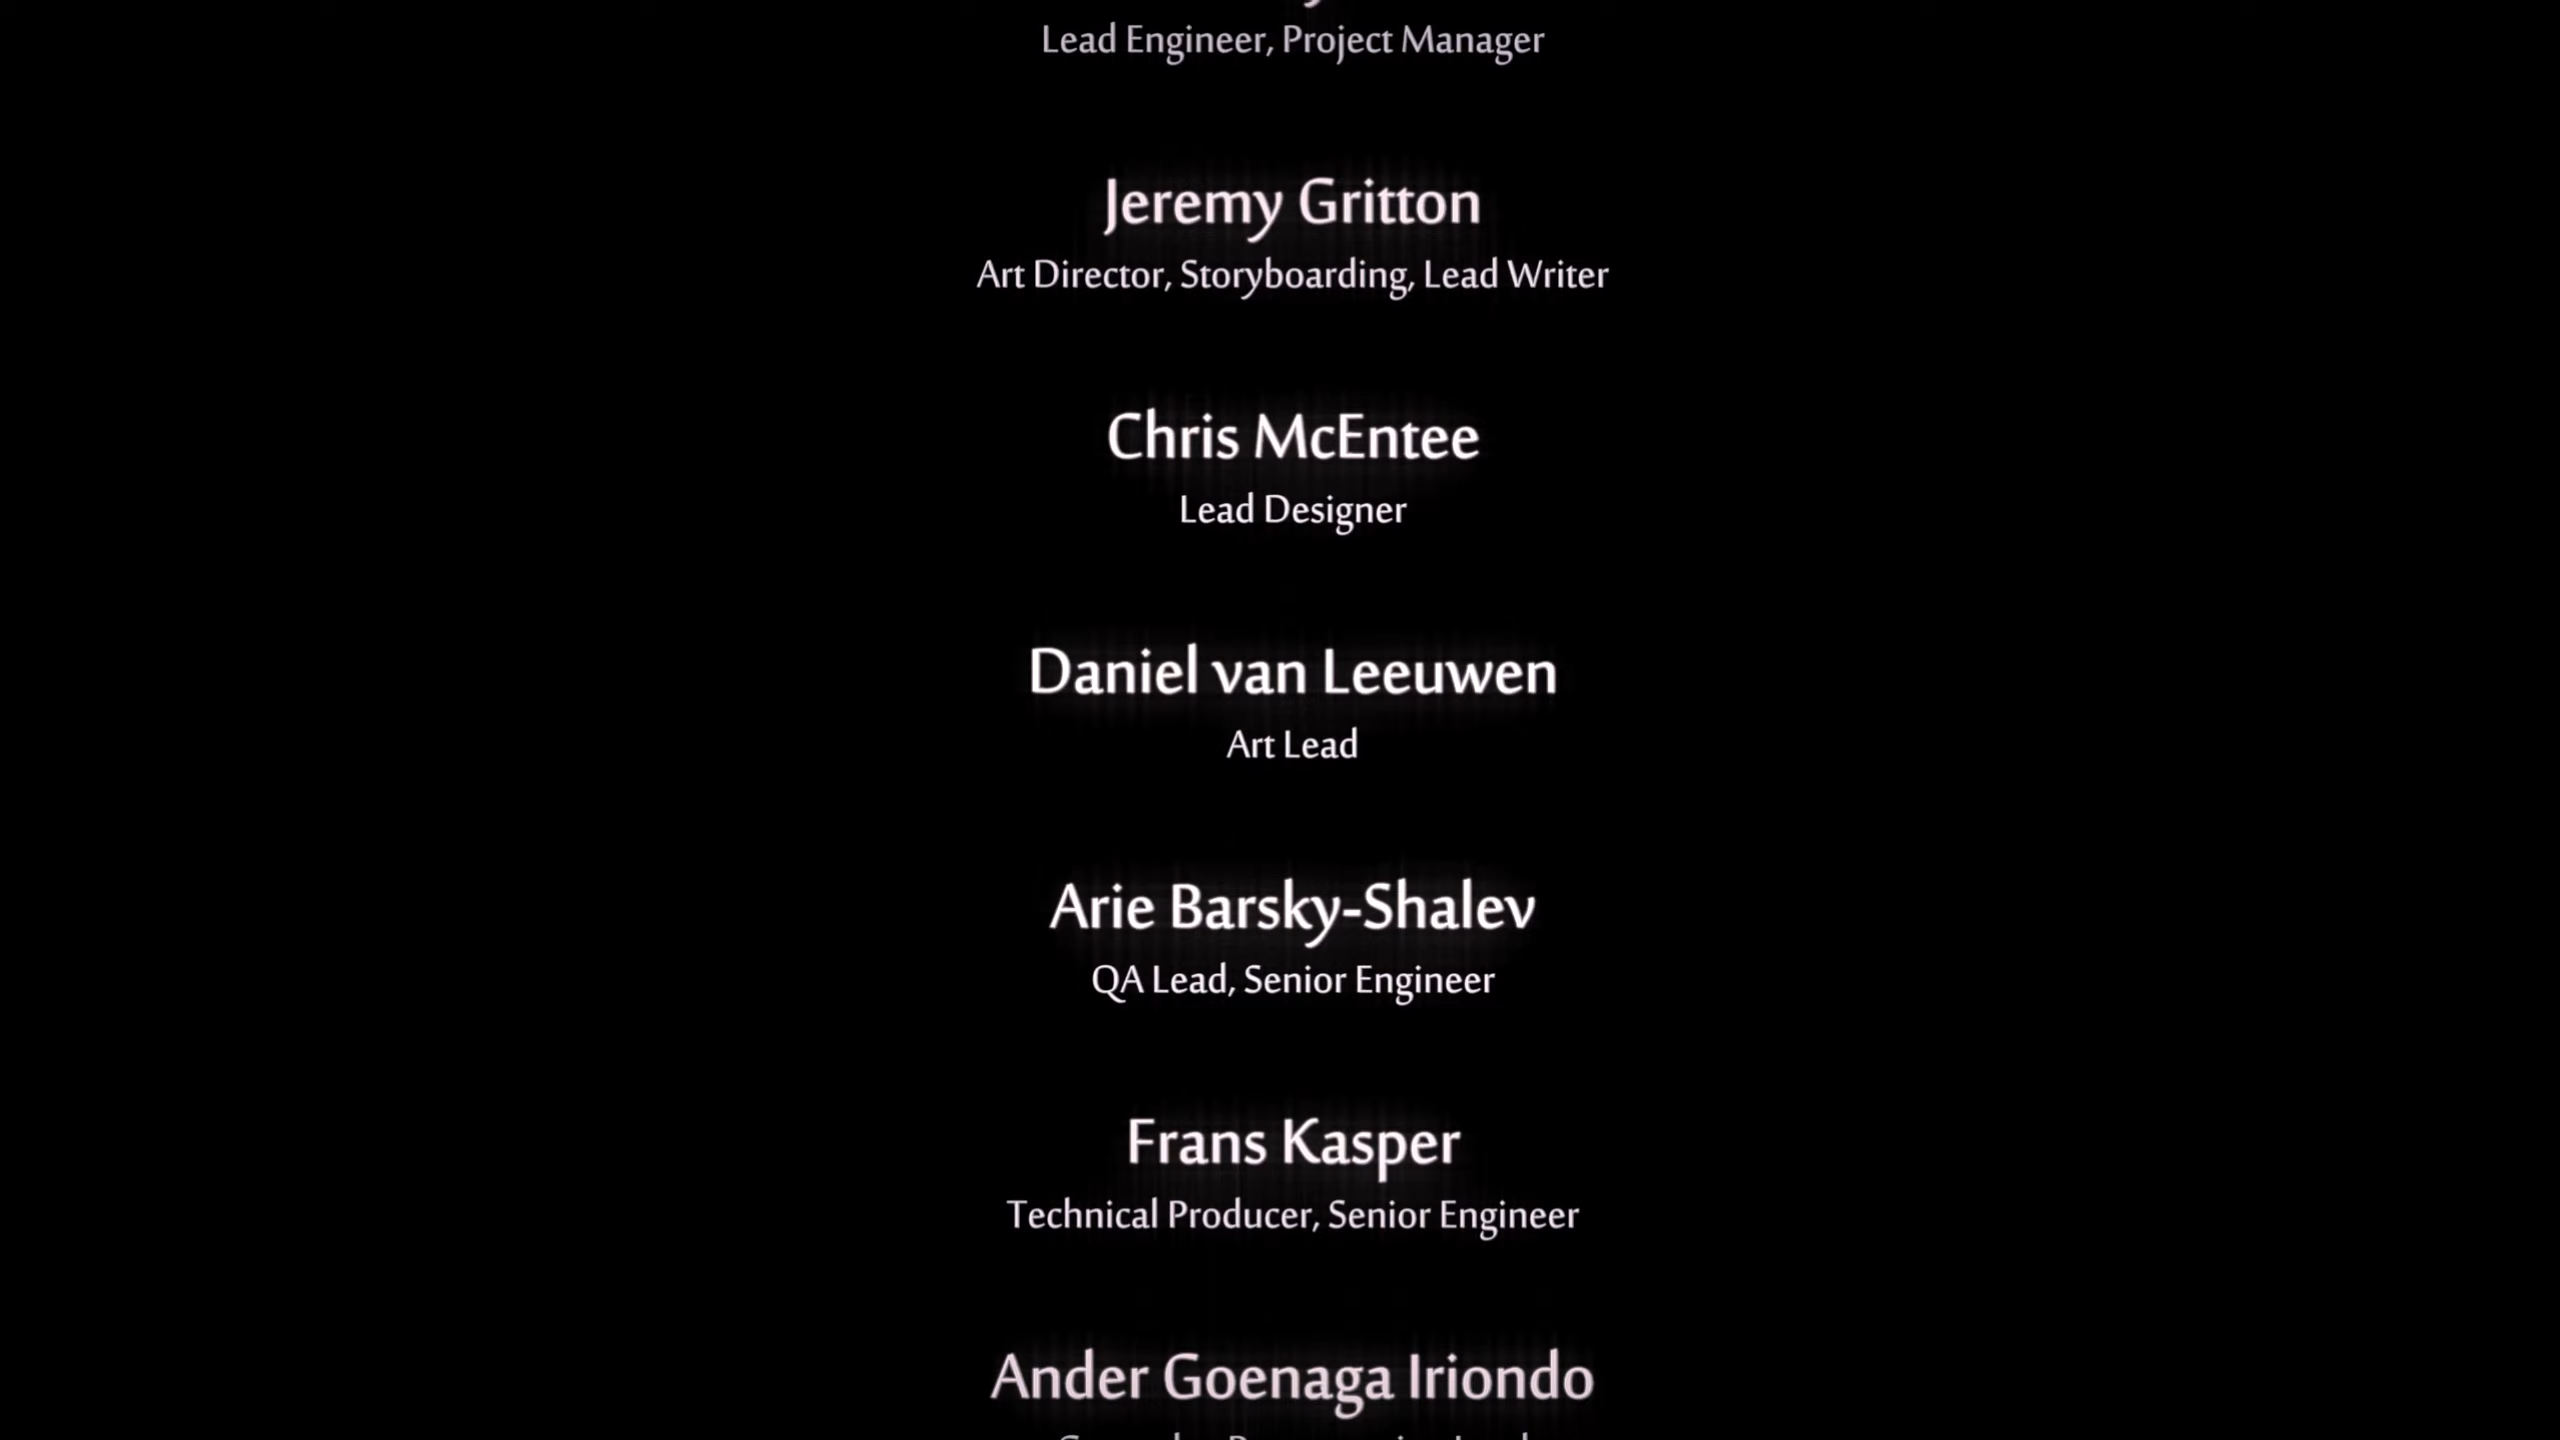 Lead Engineer, Project Manager
Jeremy Gritton
Art Director, Storyboarding, Lead Writer
Chris McEntee
Lead Designer
Daniel van Leeuwen
Art Lead
Arie Barsky-Shalev
QA Lead, Senior Engineer
Frans Kasper
Technical Producer, Senior Engineer
Ander Goenaga Iriondo